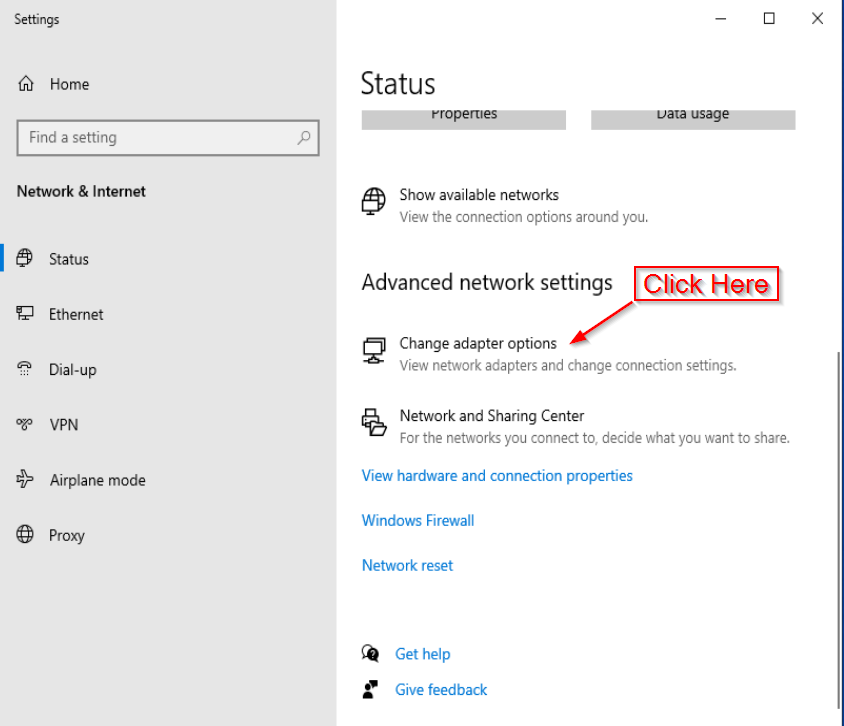 Settings
Home
Find a setting
Network & Internet
Status
Ethernet
Dial-up
VPN
Airplane mode
Proxy
Status
Properties
Data usage
Show available networks
View the connection options around you.
Advanced network settings
Click Here
Change adapter options
View network adapters and change connection settings.
Network and Sharing Center
For the networks you connect to, decide what you want to share.
View hardware and connection properties
Windows Firewall
Network reset
Get help
Give feedback